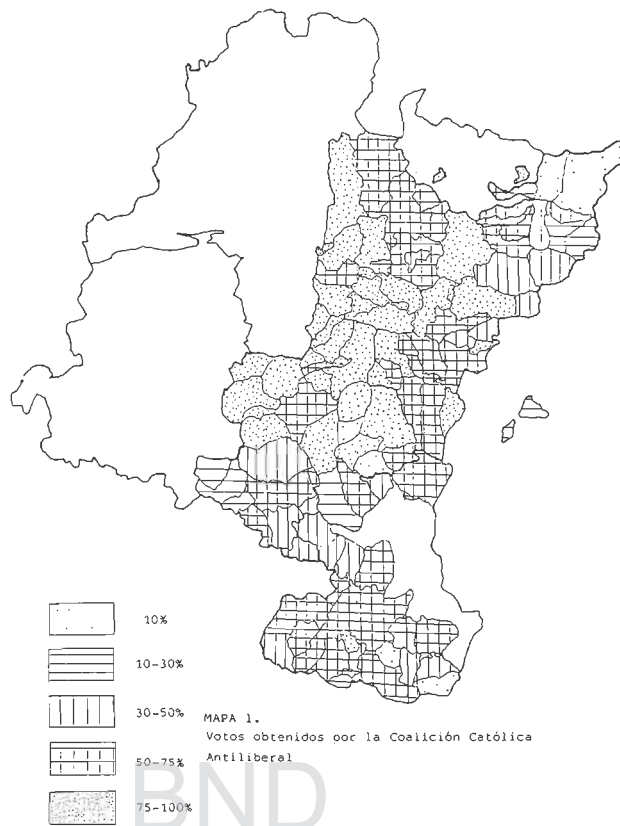 10%
10-30%
30-50%
50-75%
75-100%
MAPA 1.
Votos obtenidos por la Coalición Católica
Antiliberal
BND